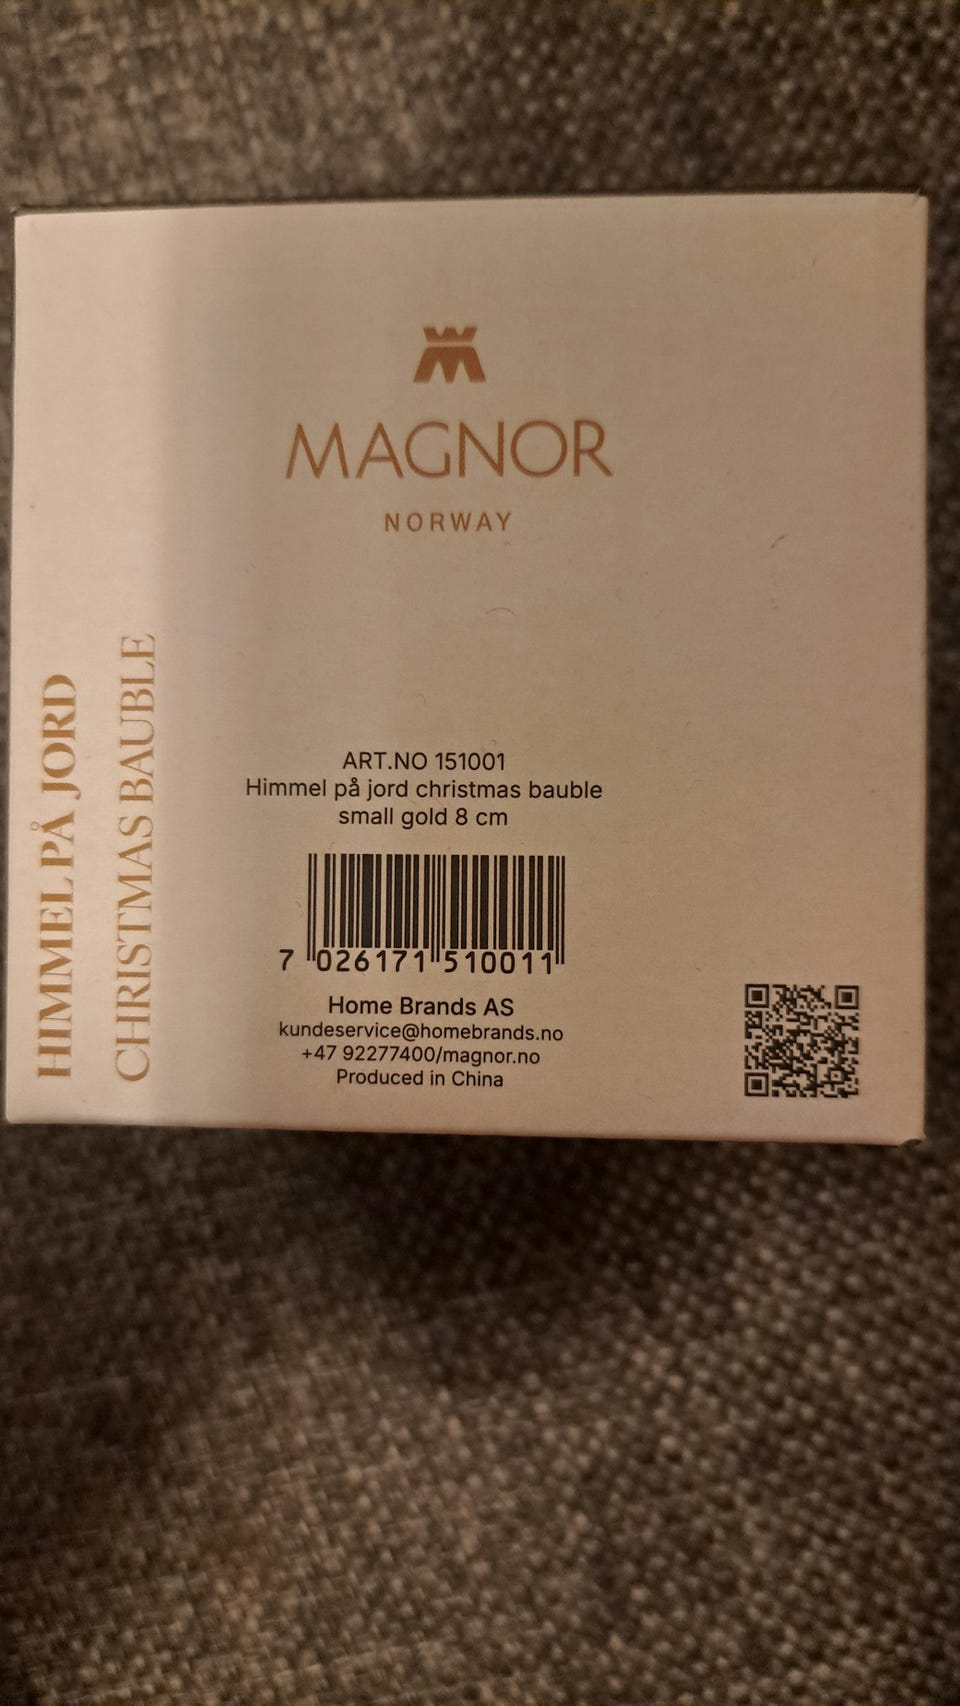 MAGNOR
NORWAY
HIMMEL PÅ JORD
CHRISTMAS BAUBLE
ART.NO 151001
Himmel på jord christmas bauble
small gold 8 cm
7 026171 510011
Home Brands AS
kundeservice@homebrands.no
+47 92277400/magnor.no
Produced in China